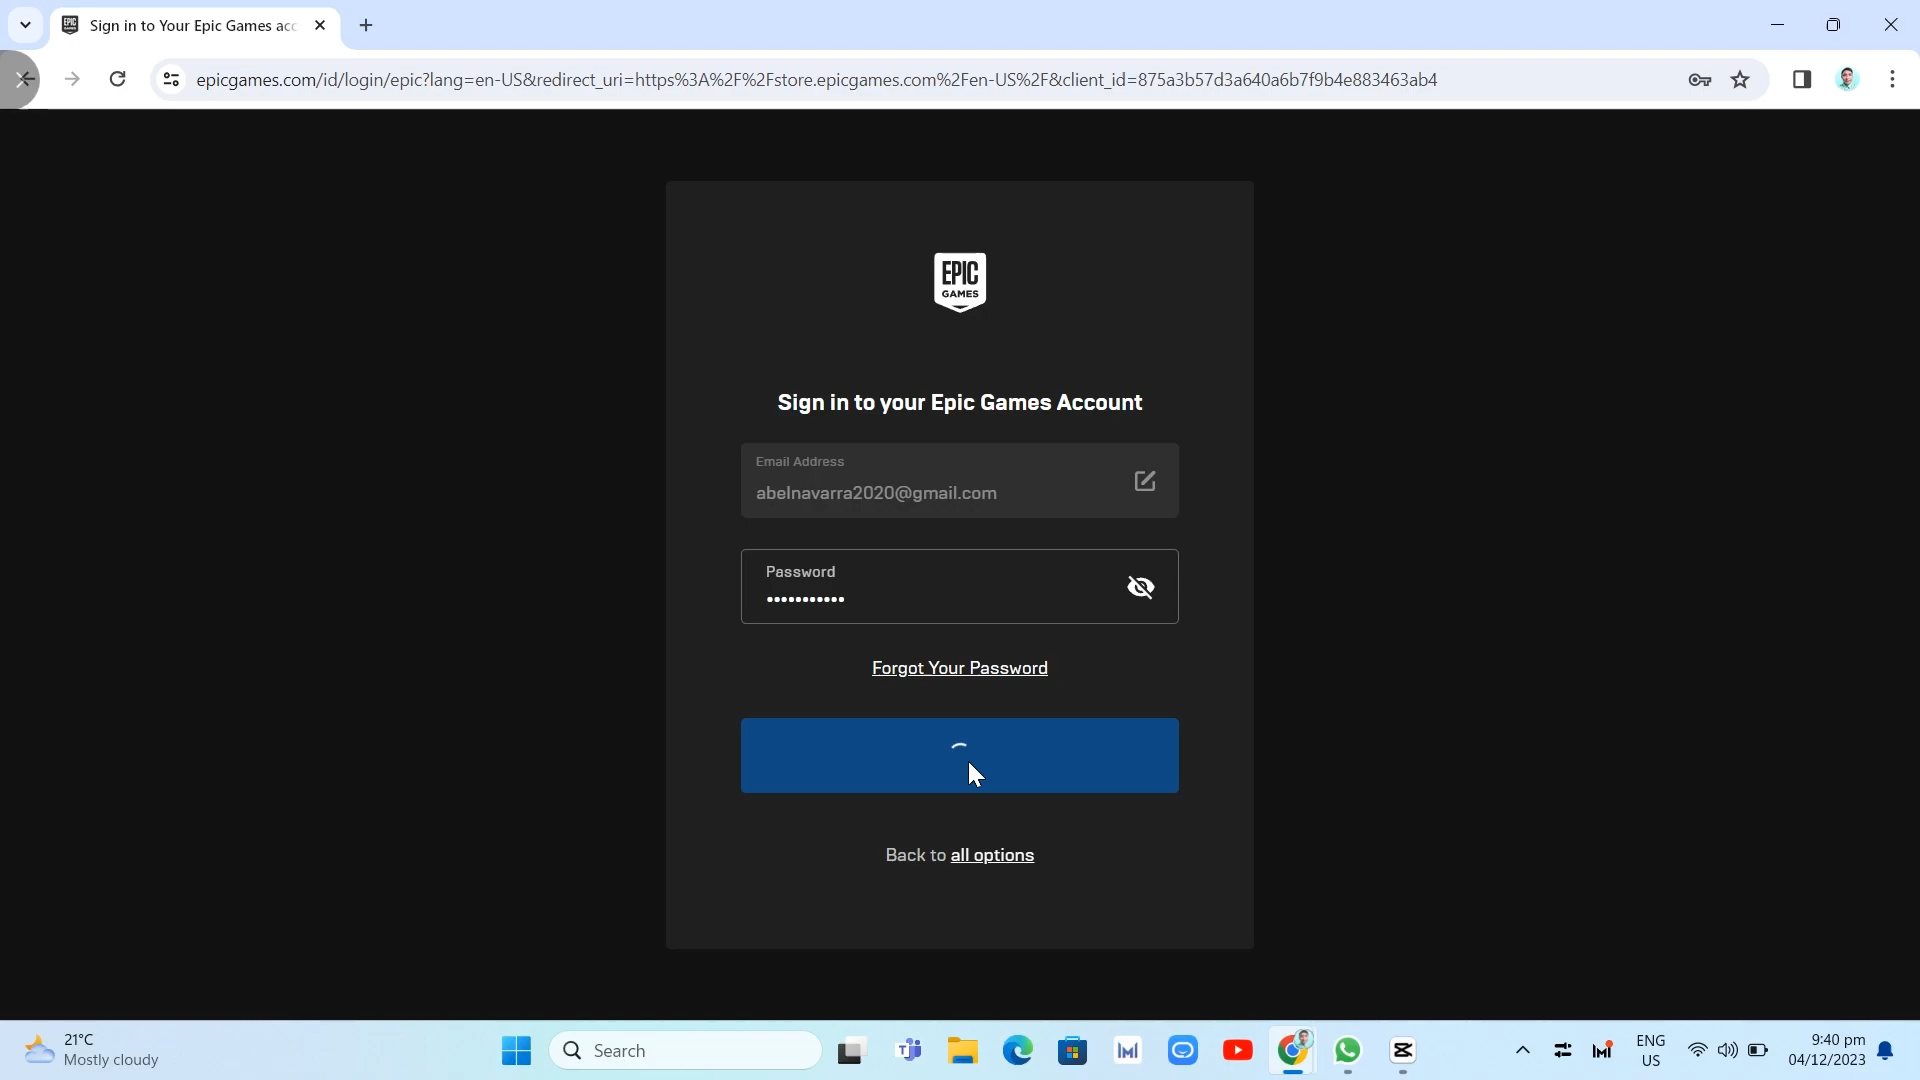 EPIC GAMES
Sign in to Your Epic Games acc
epicgames.com/id/login/epic?lang=en-US&redirect_uri=https%3A%2F%2Fstore.epicgames.com%2Fen-US%2F&client_id=875a3b57d3a640a6b7f9b4e883463ab4
EPIC
GAMES
Sign in to your Epic Games Account
Email Address
abelnavarra2020@gmail.com
Password
•••••••••••
Forgot Your Password
Back to all options
21°C
Mostly cloudy
Search
ENG
US
9:40 pm
04/12/2023